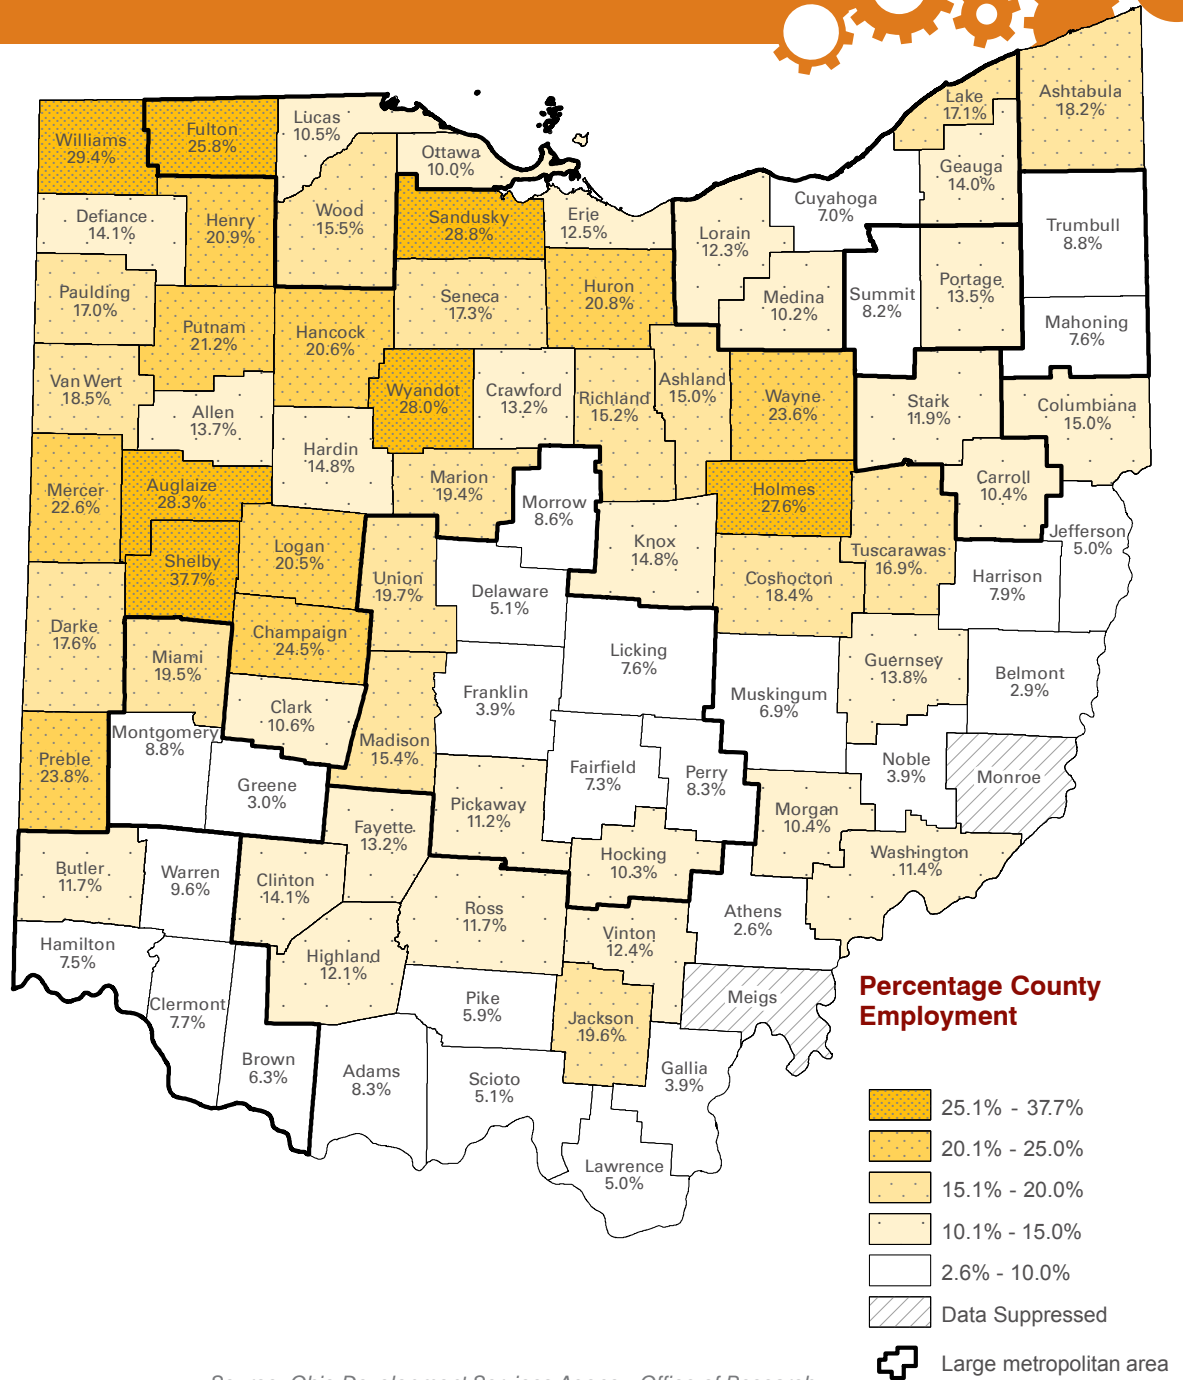 Williams
29.4%
Fulton
25.8%
Lucas
10.5%
Ottawa
10.0%
Lake
17.1%
Ashtabula
18.2%
Geauga
14.0%
Cuyahoga
7.0%
Defiance
14.1%
Henry
20.9%
Wood
15.5%
Sandusky
28.8%
Erie
12.5%
Lorain
12.3%
Trumbull
8.8%
Paulding
17.0%
Putnam
21.2%
Hancock
20.6%
Seneca
17.3%
Huron
20.8%
Medina
10.2%
Summit
8.2%
Portage
13.5%
Mahoning
7.6%
Van Wert
18.5%
Allen
13.7%
Wyandot
28.0%
Crawford
13.2%
Richland
15.2%
Ashland
15.0%
Wayne
23.6%
Stark
11.9%
Columbiana
15.0%
Hardin
14.8%
Mercer
22.6%
Auglaize
28.3%
Marion
19.4%
Morrow
8.6%
Holmes
27.6%
Carroll
10.4%
Jefferson
5.0%
Shelby
37.7%
Logan
20.5%
Union
19.7%
Knox
14.8%
Coshocton
18.4%
Tuscarawas
16.9%
Harrison
7.9%
Delaware
5.1%
Darke
17.6%
Miami
19.5%
Champaign
24.5%
Licking
7.6%
Guernsey
13.8%
Belmont
2.9%
Clark
10.6%
Franklin
3.9%
Muskingum
6.9%
Preble
23.8%
Montgomery
8.8%
Madison
15.4%
Greene
3.0%
Fairfield
7.3%
Perry
8.3%
Noble
3.9%
Monroe
Pickaway
11.2%
Fayette
13.2%
Morgan
10.4%
Hocking
10.3%
Washington
11.4%
Butler
11.7%
Warren
9.6%
Clinton
14.1%
Ross
11.7%
Athens
2.6%
Vinton
12.4%
Hamilton
7.5%
Highland
12.1%
Clermont
7.7%
Pike
5.9%
Meigs
Jackson
19.6%
Brown
6.3%
Adams
8.3%
Scioto
5.1%
Gallia
3.9%
Lawrence
5.0%
Percentage County
Employment
25.1% - 37.7%
20.1% - 25.0%
15.1% - 20.0%
10.1% - 15.0%
2.6% - 10.0%
Data Suppressed
Large metropolitan area
Source: Ohio Development Services Agency, Office of Research